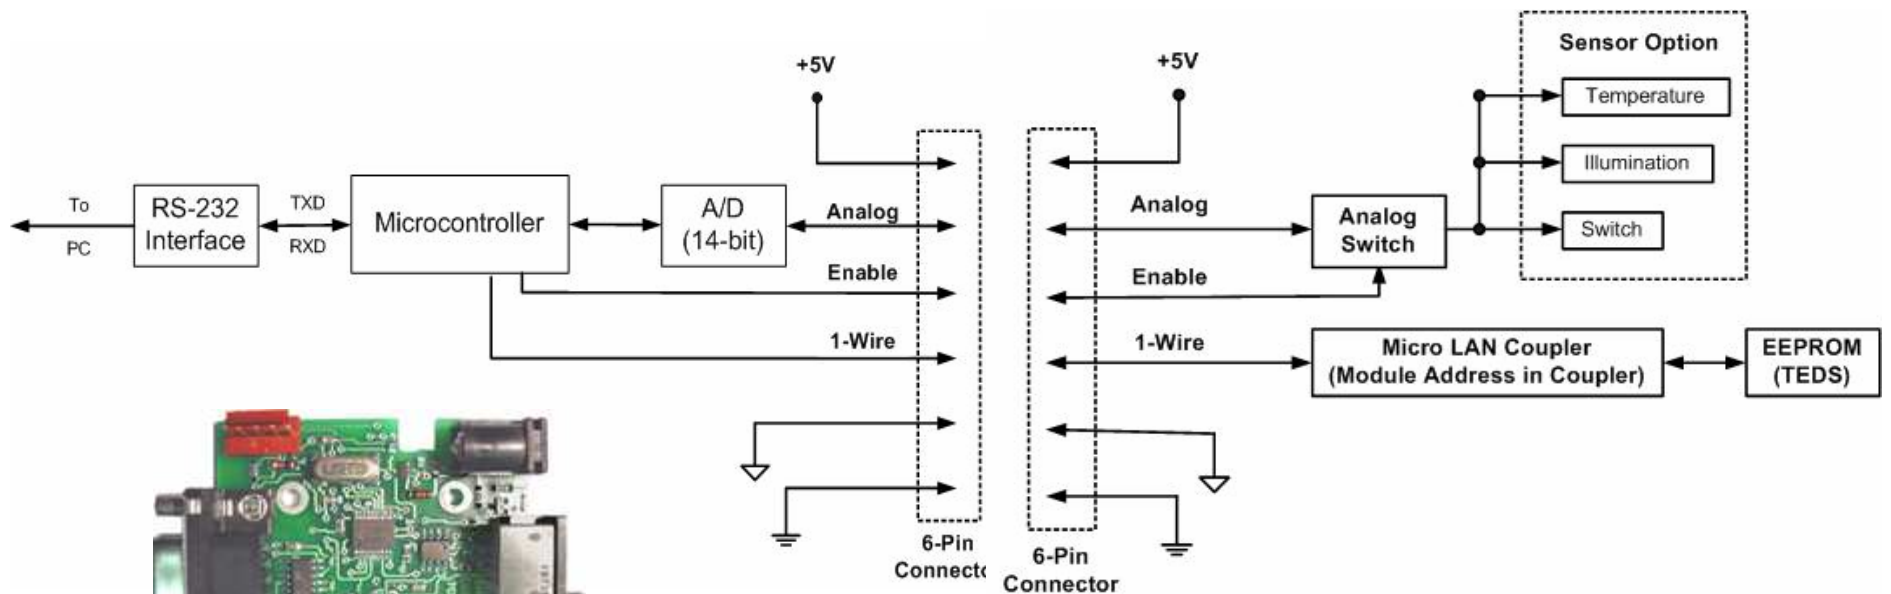 To
PC
RS-232
Interface
TXD
RXD
Microcontroller
A/D
(14-bit)
+5V
Analog
Enable
1-Wire
6-Pin
Connecto
+5V
Analog
Enable
1-Wire
6-Pin
Connector
Analog
Switch
Sensor Option
Temperature
Illumination
Switch
Micro LAN Coupler
(Module Address in Coupler)
EEPROM
(TEDS)